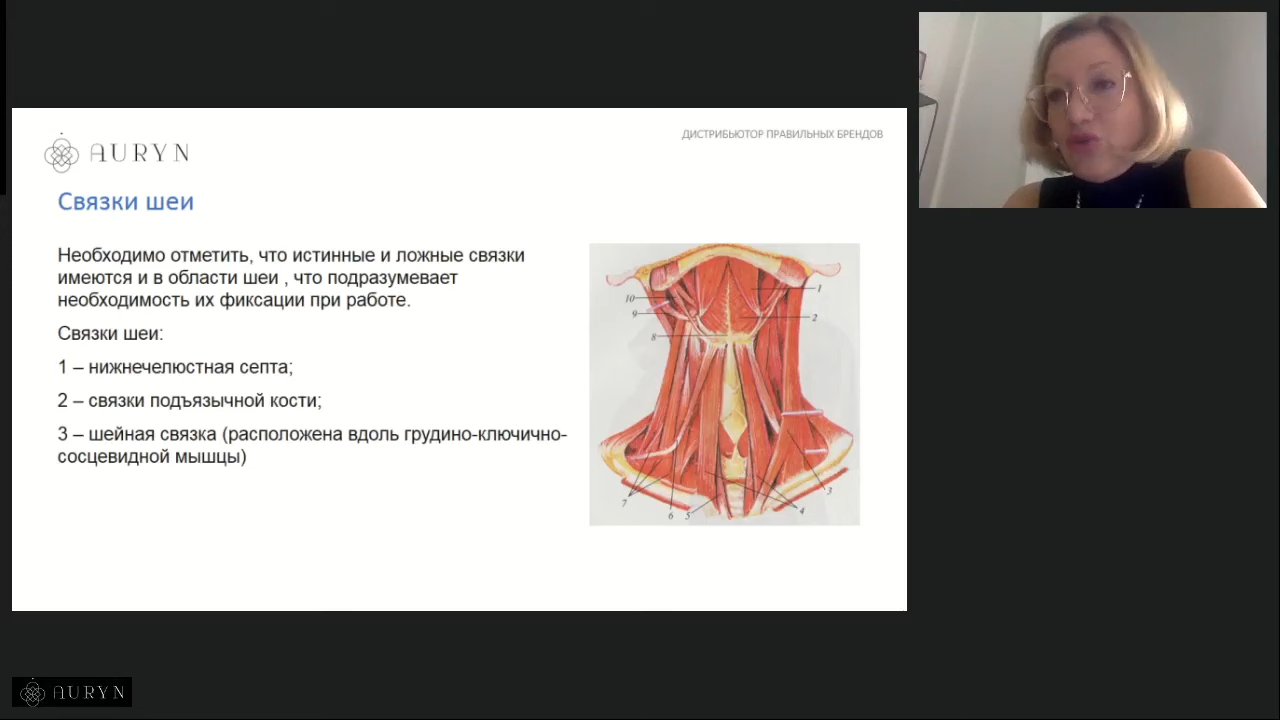 AURYN
ДИСТРИБЬЮТОР ПРАВИЛЬНЫХ БРЕНДОВ
Связки шеи
Необходимо отметить, что истинные и ложные связки
имеются и в области шеи , что подразумевает
необходимость их фиксации при работе.
Связки шеи:
1 – нижнечелюстная септа;
2 – связки подъязычной кости;
3 – шейная связка (расположена вдоль грудино-ключично-
сосцевидной мышцы)
10
1
9
2
8
3
7
6
5
4
AURYN